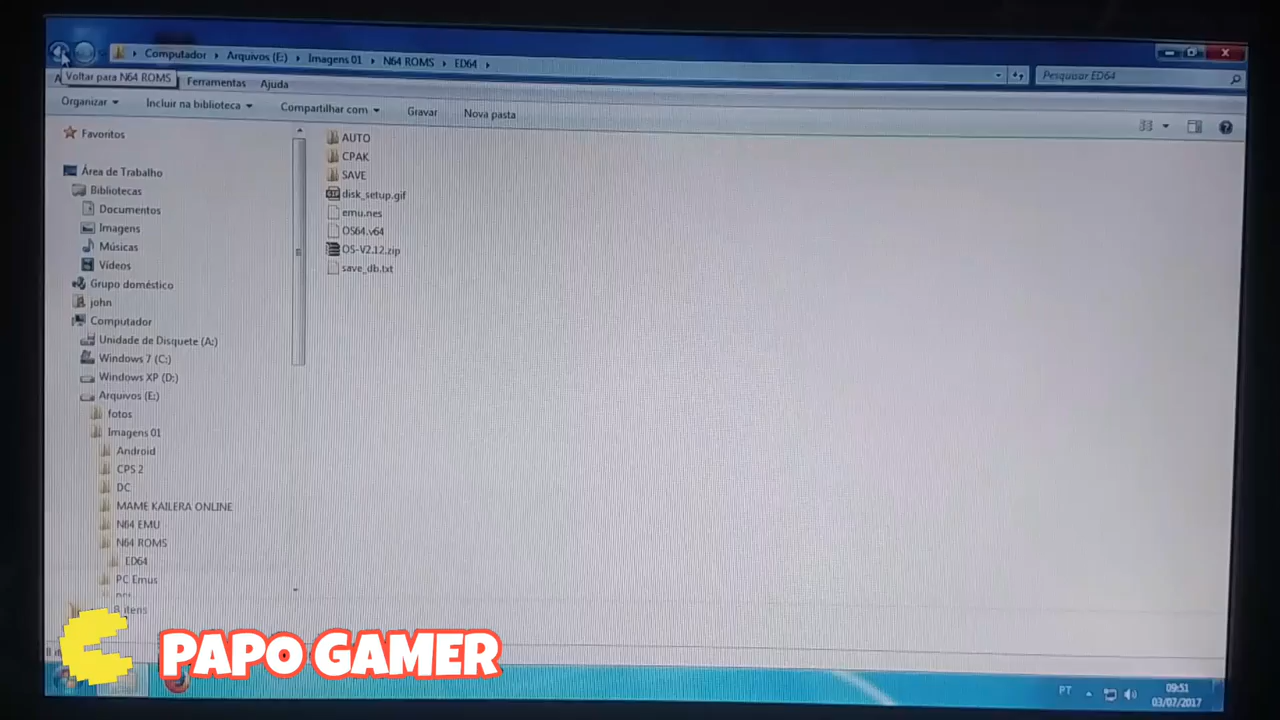 Computador Arquivos (E:) Imagens 01 N64 ROMS ED64
Pesquisar ED64
Voltar para N64 ROMS
Ferramentas Ajuda
Organizar Incluir na biblioteca Compartilhar com Gravar Nova pasta
Favoritos
Área de Trabalho
Bibliotecas
Documentos
Imagens
Músicas
Vídeos
Grupo doméstico
john
Computador
Unidade de Disquete (A:)
Windows 7 (C:)
Windows XP (D:)
Arquivos (E:)
fotos
Imagens 01
Android
CPS 2
DC
MAME KAILERA ONLINE
N64 EMU
N64 ROMS
ED64
PC Emus
8 itens
AUTO
CPAK
SAVE
disk_setup.gif
emu.nes
OS64.v64
OS-V2.12.zip
save_db.txt
PAPO GAMER
PT
09:51
03/07/2017